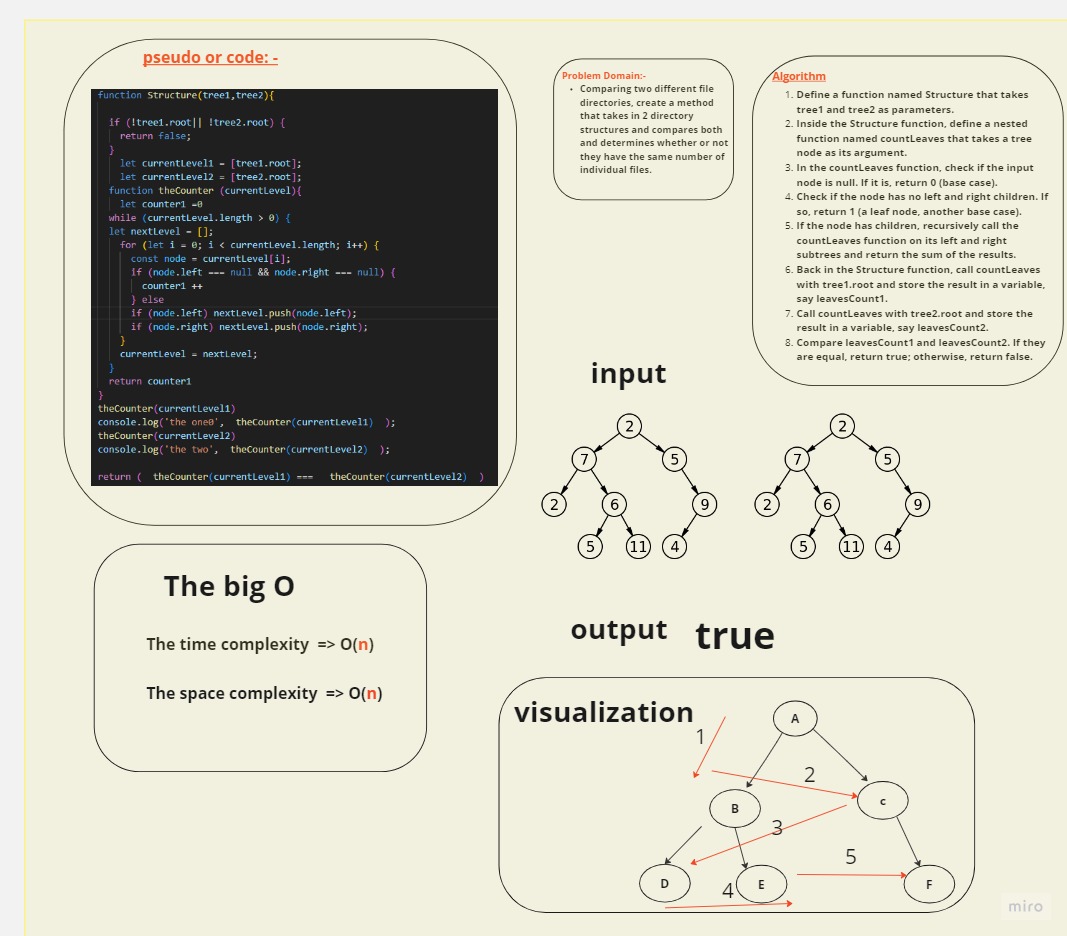 pseudo or code: -
function Structure(tree1,tree2){
if (!tree1.root|| !tree2.root) {
return false;
}
let currentLevel1 = [tree1.root];
let currentLevel2 = [tree2.root];
function theCounter (currentLevel){
let counter1 =0
while (currentLevel.length > 0) {
let nextLevel = [];
for (let i = 0; i < currentLevel.length; i++) {
const node = currentLevel[i];
if (node.left === null && node.right === null) {
counter1 ++
} else
if (node.left) nextLevel.push(node.left);
if (node.right) nextLevel.push(node.right);
}
currentLevel = nextLevel;
}
return counter1
}
theCounter(currentLevel1)
console.log('the one0', theCounter(currentLevel1) );
theCounter(currentLevel2)
console.log('the two', theCounter(currentLevel2) );
return ( theCounter(currentLevel1) === theCounter(currentLevel2) )
Problem Domain:-
• Comparing two different file
directories, create a method
that takes in 2 directory
structures and compares both
and determines whether or not
they have the same number of
individual files.
Algorithm
1. Define a function named Structure that takes
tree1 and tree2 as parameters.
2. Inside the Structure function, define a nested
function named countLeaves that takes a tree
node as its argument.
3. In the countLeaves function, check if the input
node is null. If it is, return 0 (base case).
4. Check if the node has no left and right children. If
so, return 1 (a leaf node, another base case).
5. If the node has children, recursively call the
countLeaves function on its left and right
subtrees and return the sum of the results.
6. Back in the Structure function, call countLeaves
with tree1.root and store the result in a variable,
say leavesCount1.
7. Call countLeaves with tree2.root and store the
result in a variable, say leavesCount2.
8. Compare leavesCount1 and leavesCount2. If they
are equal, return true; otherwise, return false.
input
2
7 5
2 6 9
5 11 4
2
7 5
2 6 9
5 11 4
The big O
The time complexity => O(n)
The space complexity => O(n)
output true
visualization
A
1
2
B c
3
5
D 4 E F
miro